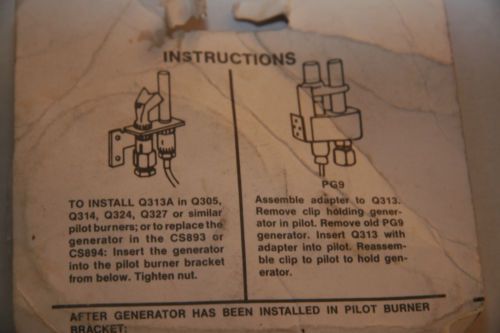 INSTRUCTIONS
TO INSTALL Q313A in Q305,
Q314, Q324, Q327 or similar
pilot burners; or to replace the
generator in the CS893 or
CS894: Insert the generator
into the pilot burner bracket
from below. Tighten nut.
PG9
Assemble adapter to Q313.
Remove clip holding gener-
ator in pilot. Remove old PG9
generator. Insert Q313 with
adapter into pilot. Reassem-
ble clip to pilot to hold gen-
erator.
AFTER GENERATOR HAS BEEN INSTALLED IN PILOT BURNER
BRACKET: